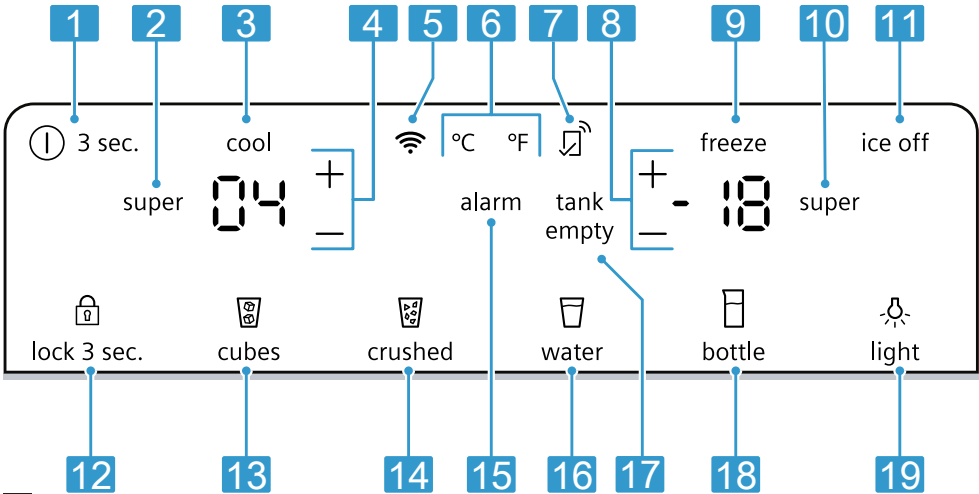 1 2 3 4 5 6 7 8 9 10 11
3 sec. cool °C °F freeze ice off
super 04 + alarm tank + - 18 super
— empty —
lock 3 sec. cubes crushed water bottle light
12 13 14 15 16 17 18 19